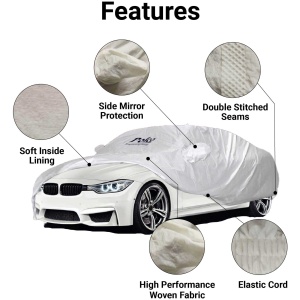 Features
Side Mirror
Protection
Double Stitched
Seams
Soft Inside
Lining
High Performance
Woven Fabric
Elastic Cord